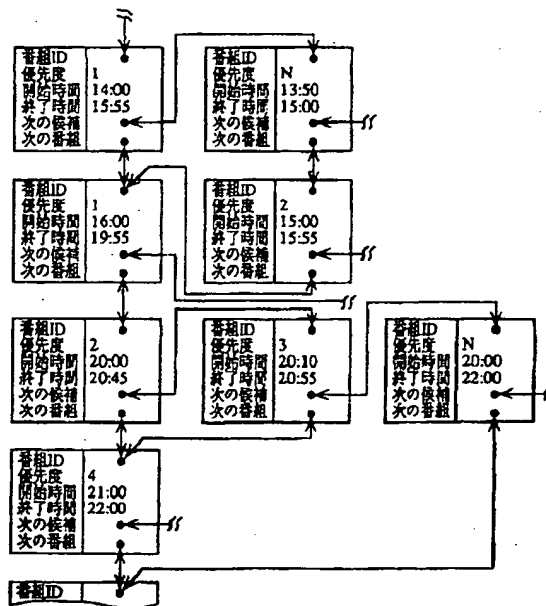 番組ID
優先度 1
開始時間 14:00
終了時間 15:55
次の候補
次の番組
番組ID
優先度 N
開始時間 13:50
終了時間 15:00
次の候補
次の番組
番組ID
優先度 1
開始時間 16:00
終了時間 19:55
次の候補
次の番組
番組ID
優先度 2
開始時間 15:00
終了時間 15:55
次の候補
次の番組
番組ID
優先度 2
開始時間 20:00
終了時間 20:45
次の候補
次の番組
番組ID
優先度 3
開始時間 20:10
終了時間 20:55
次の候補
次の番組
番組ID
優先度 N
開始時間 20:00
終了時間 22:00
次の候補
次の番組
番組ID
優先度 4
開始時間 21:00
終了時間 22:00
次の候補
次の番組
番組ID